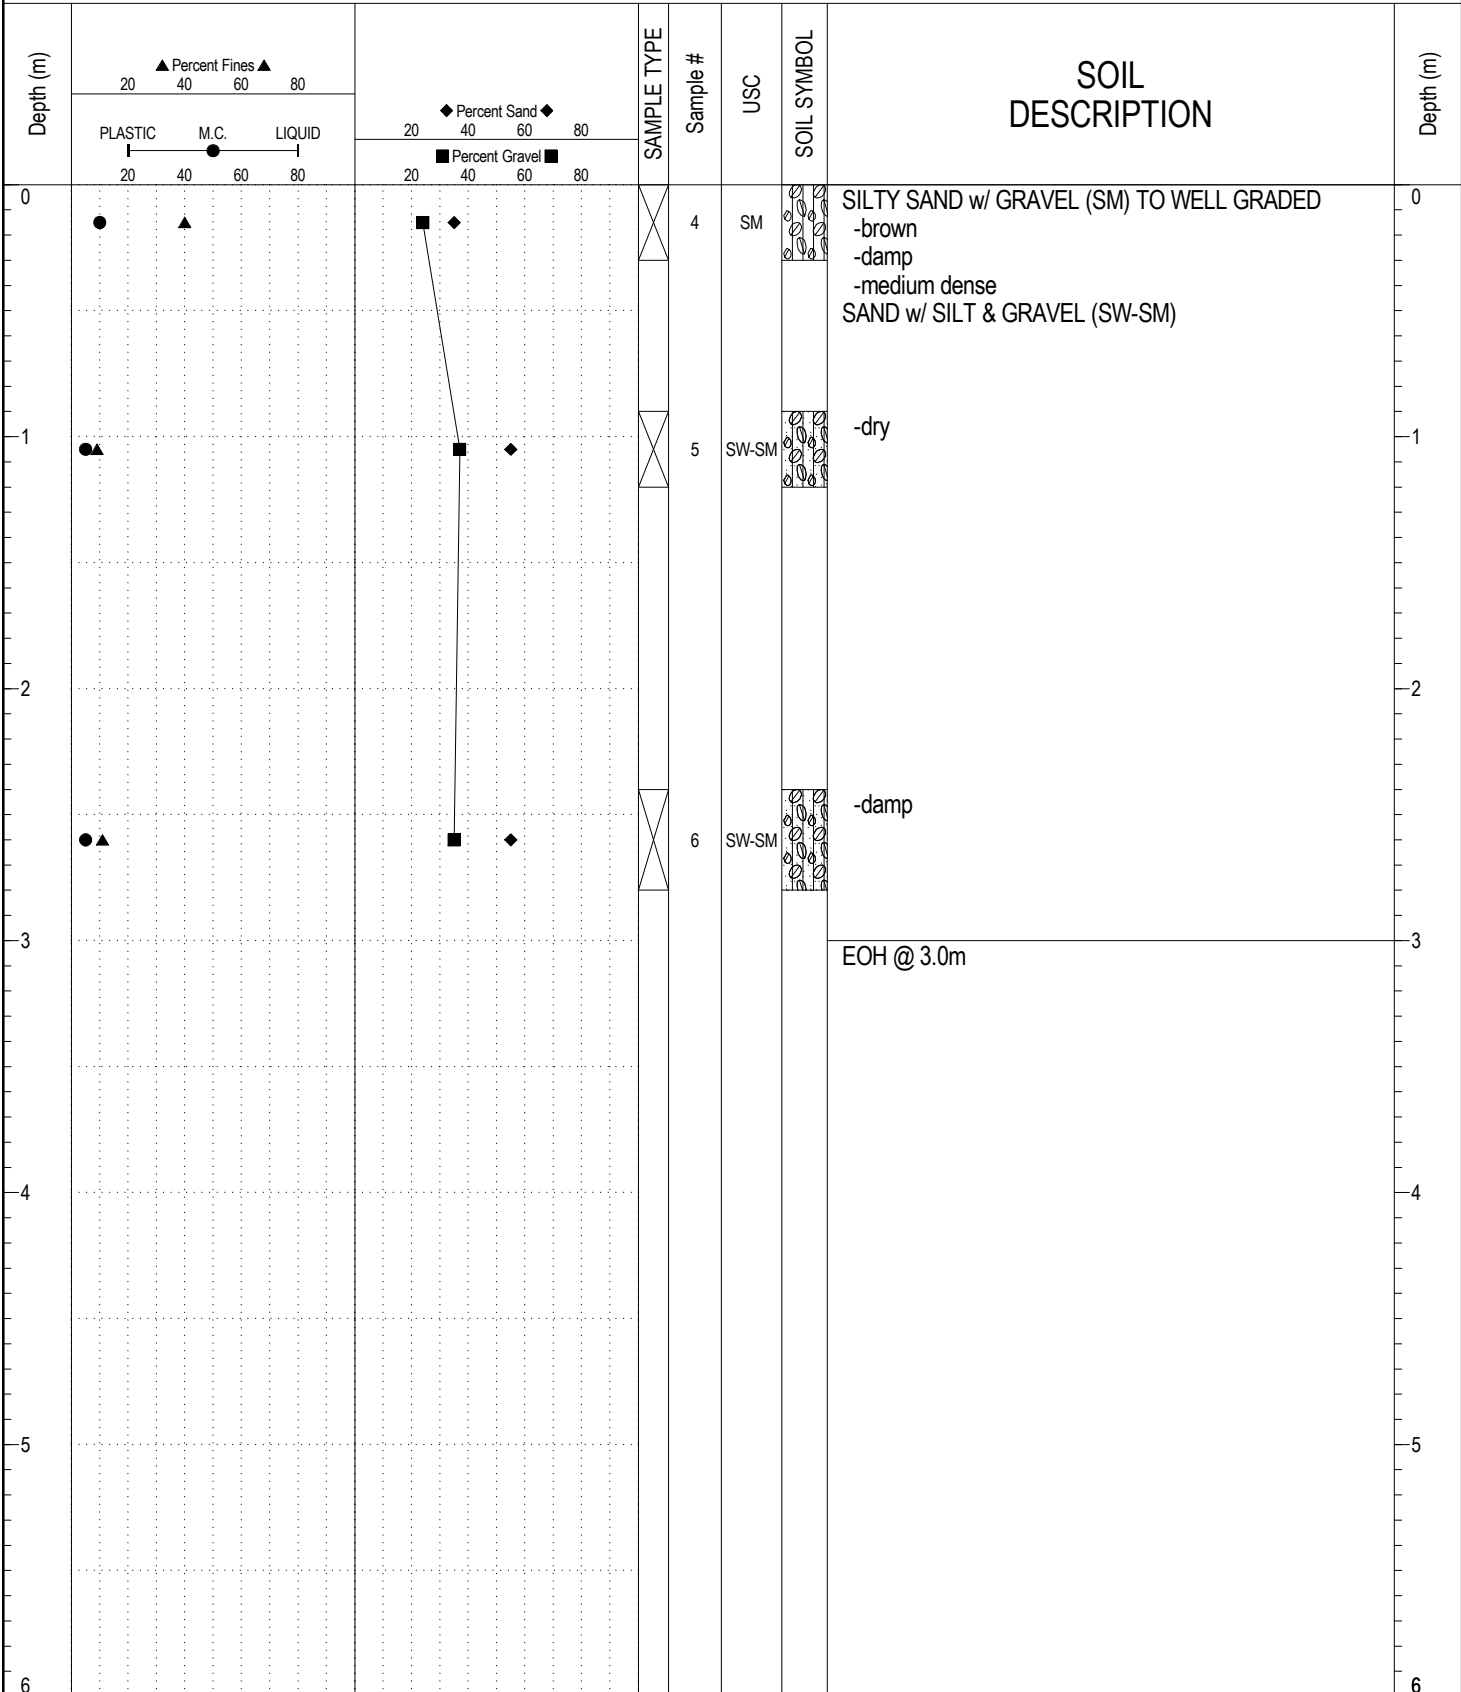 Depth (m)
▲ Percent Fines ▲
20 40 60 80
PLASTIC M.C. LIQUID
20 40 60 80
◆ Percent Sand ◆
20 40 60 80
■ Percent Gravel ■
20 40 60 80
SAMPLE TYPE
Sample #
USC
SOIL SYMBOL
SOIL
DESCRIPTION
Depth (m)
0 4 SM SILTY SAND w/ GRAVEL (SM) TO WELL GRADED 0
-brown
-damp
-medium dense
SAND w/ SILT & GRAVEL (SW-SM)
-dry
1 5 SW-SM 1
2 2
-damp
6 SW-SM
3 3
EOH @ 3.0m
4 4
5 5
6 6